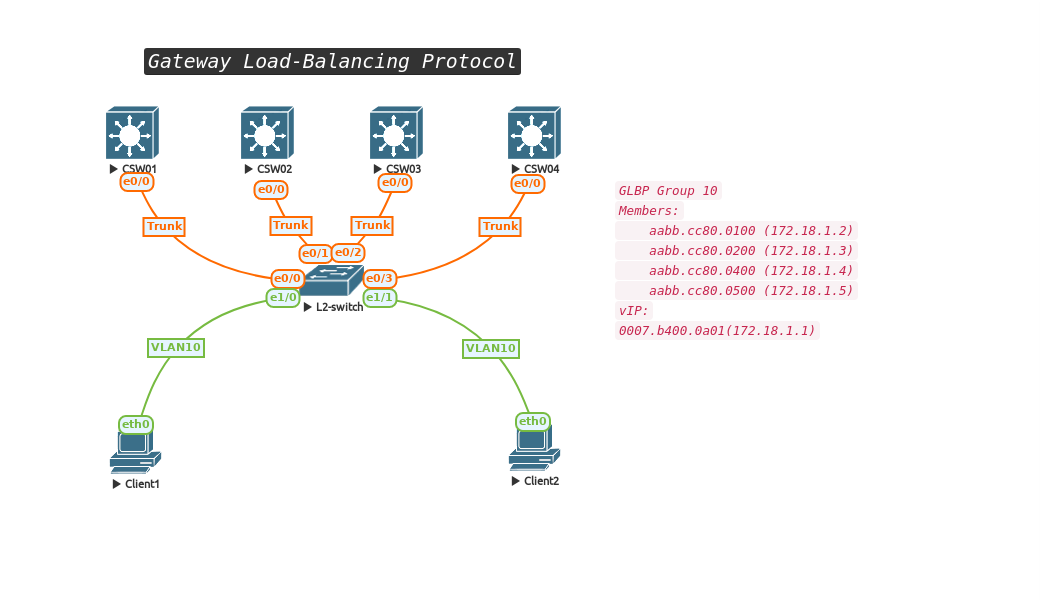 Gateway Load-Balancing Protocol
CSW01
CSW02
CSW03
CSW04
e0/0
e0/0
e0/0
e0/0
Trunk
Trunk
Trunk
Trunk
e0/1
e0/2
e0/0
e0/3
e1/0
e1/1
L2-switch
VLAN10
VLAN10
eth0
eth0
Client1
Client2
GLBP Group 10
Members:
aabb.cc80.0100 (172.18.1.2)
aabb.cc80.0200 (172.18.1.3)
aabb.cc80.0400 (172.18.1.4)
aabb.cc80.0500 (172.18.1.5)
vIP:
0007.b400.0a01(172.18.1.1)